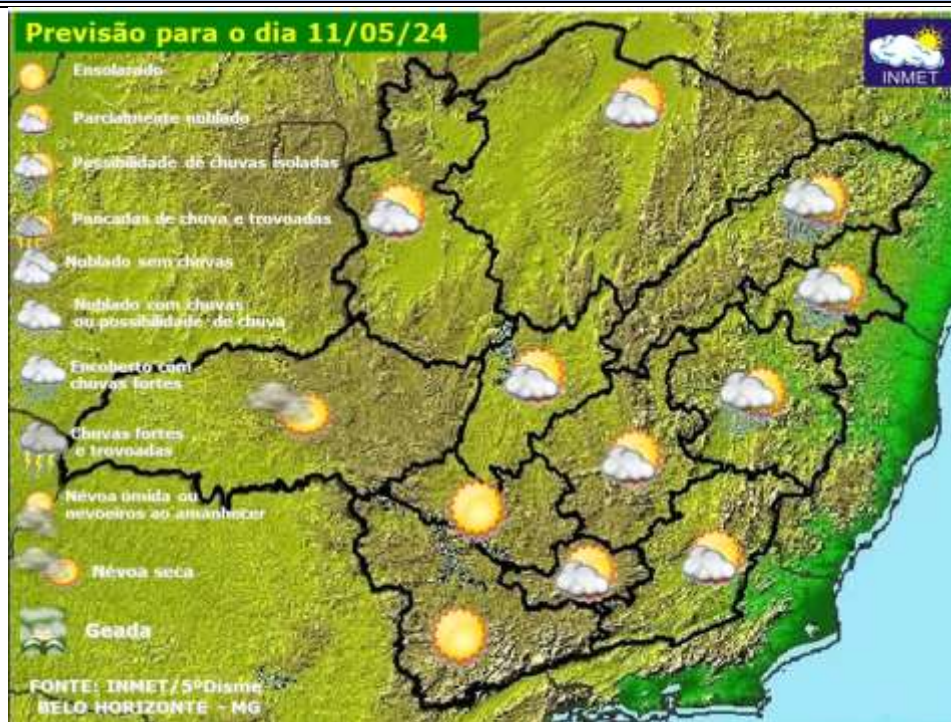 Previsão para o dia 11/05/24
INMET
Ensolarado
Parcialmente nublado
Possibilidade de chuvas isoladas
Pancadas de chuva e trovoadas
Nublado sem chuvas
Nublado com chuvas
ou possibilidade de chuva
Encoberto com
chuvas fortes
Chuvas fortes
e trovoadas
Névoa úmida ou
nevoeiros ao amanhecer
Névoa seca
Geada
FONTE: INMET/5ºDisme
BELO HORIZONTE - MG